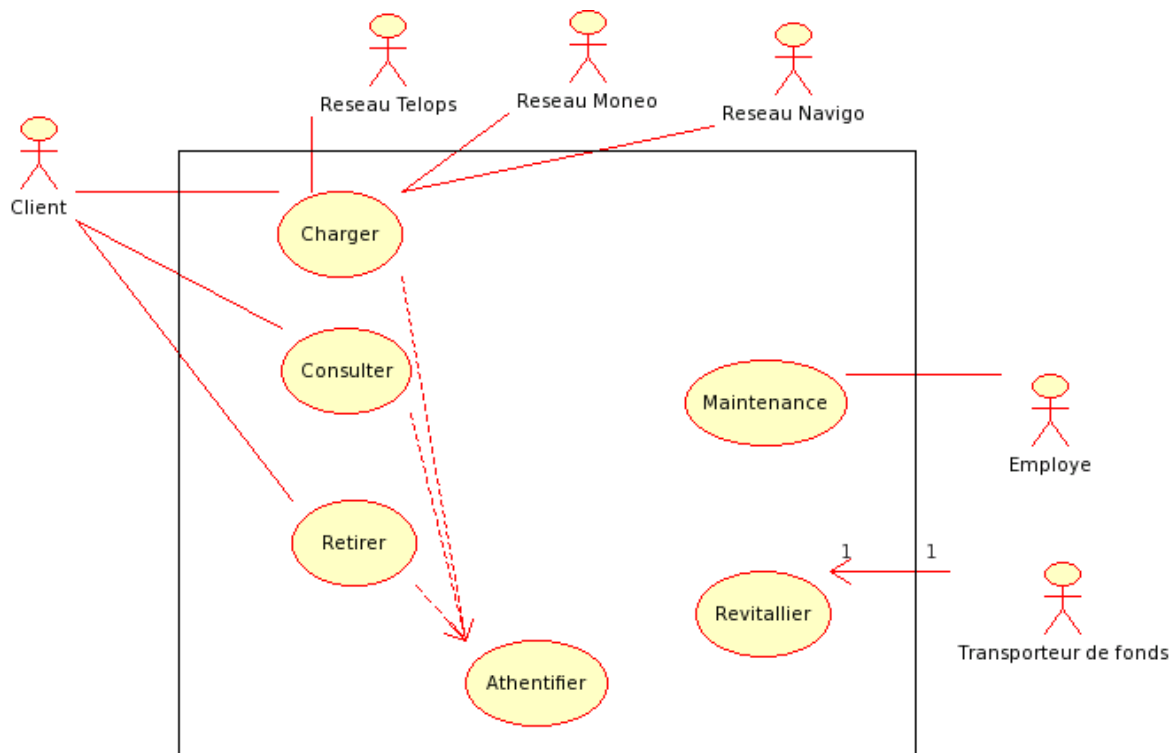 Reseau Telops
Reseau Moneo
Reseau Navigo
Client
Charger
Consulter
Maintenance
Employe
Retirer
1
1
Revitallier
Transporteur de fonds
Athentifier